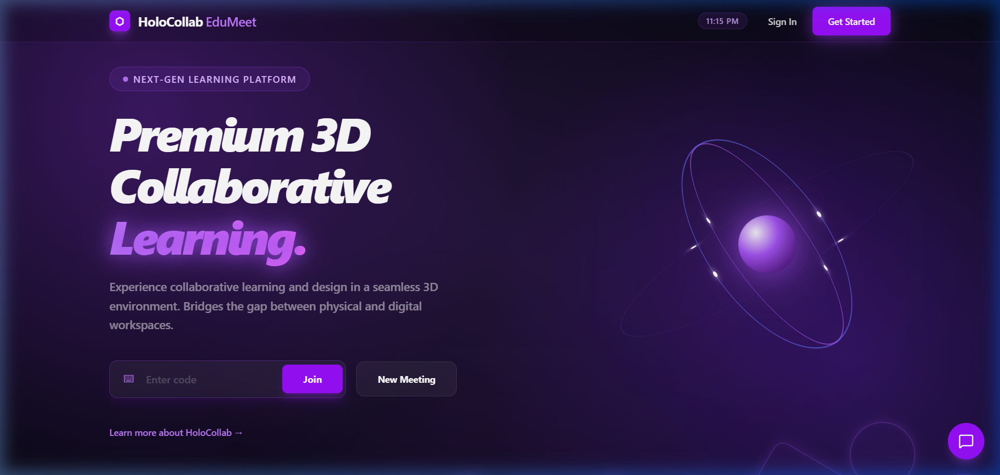 HoloCollab EduMeet
11:15 PM
Sign In
Get Started
NEXT-GEN LEARNING PLATFORM
Premium 3D
Collaborative
Learning.
Experience collaborative learning and design in a seamless 3D
environment. Bridges the gap between physical and digital
workspaces.
Enter code
Join
New Meeting
Learn more about HoloCollab →